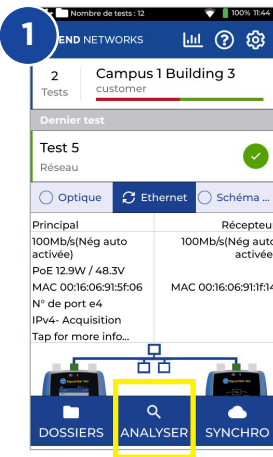 Nombre de tests : 12 100% 11:44
1
END NETWORKS
2 Campus 1 Building 3
Tests customer
Dernier test
Test 5
Réseau
Optique Ethernet Schéma ...
Principal Récepteur
100Mb/s(Nég auto 100Mb/s(Nég auto
activée) activée
PoE 12.9W / 48.3V
MAC 00:16:06:91:5f:06 MAC 00:16:06:91:1f:14
N° de port e4
IPv4- Acquisition
Tap for more info...
DOSSIERS ANALYSER SYNCHRO